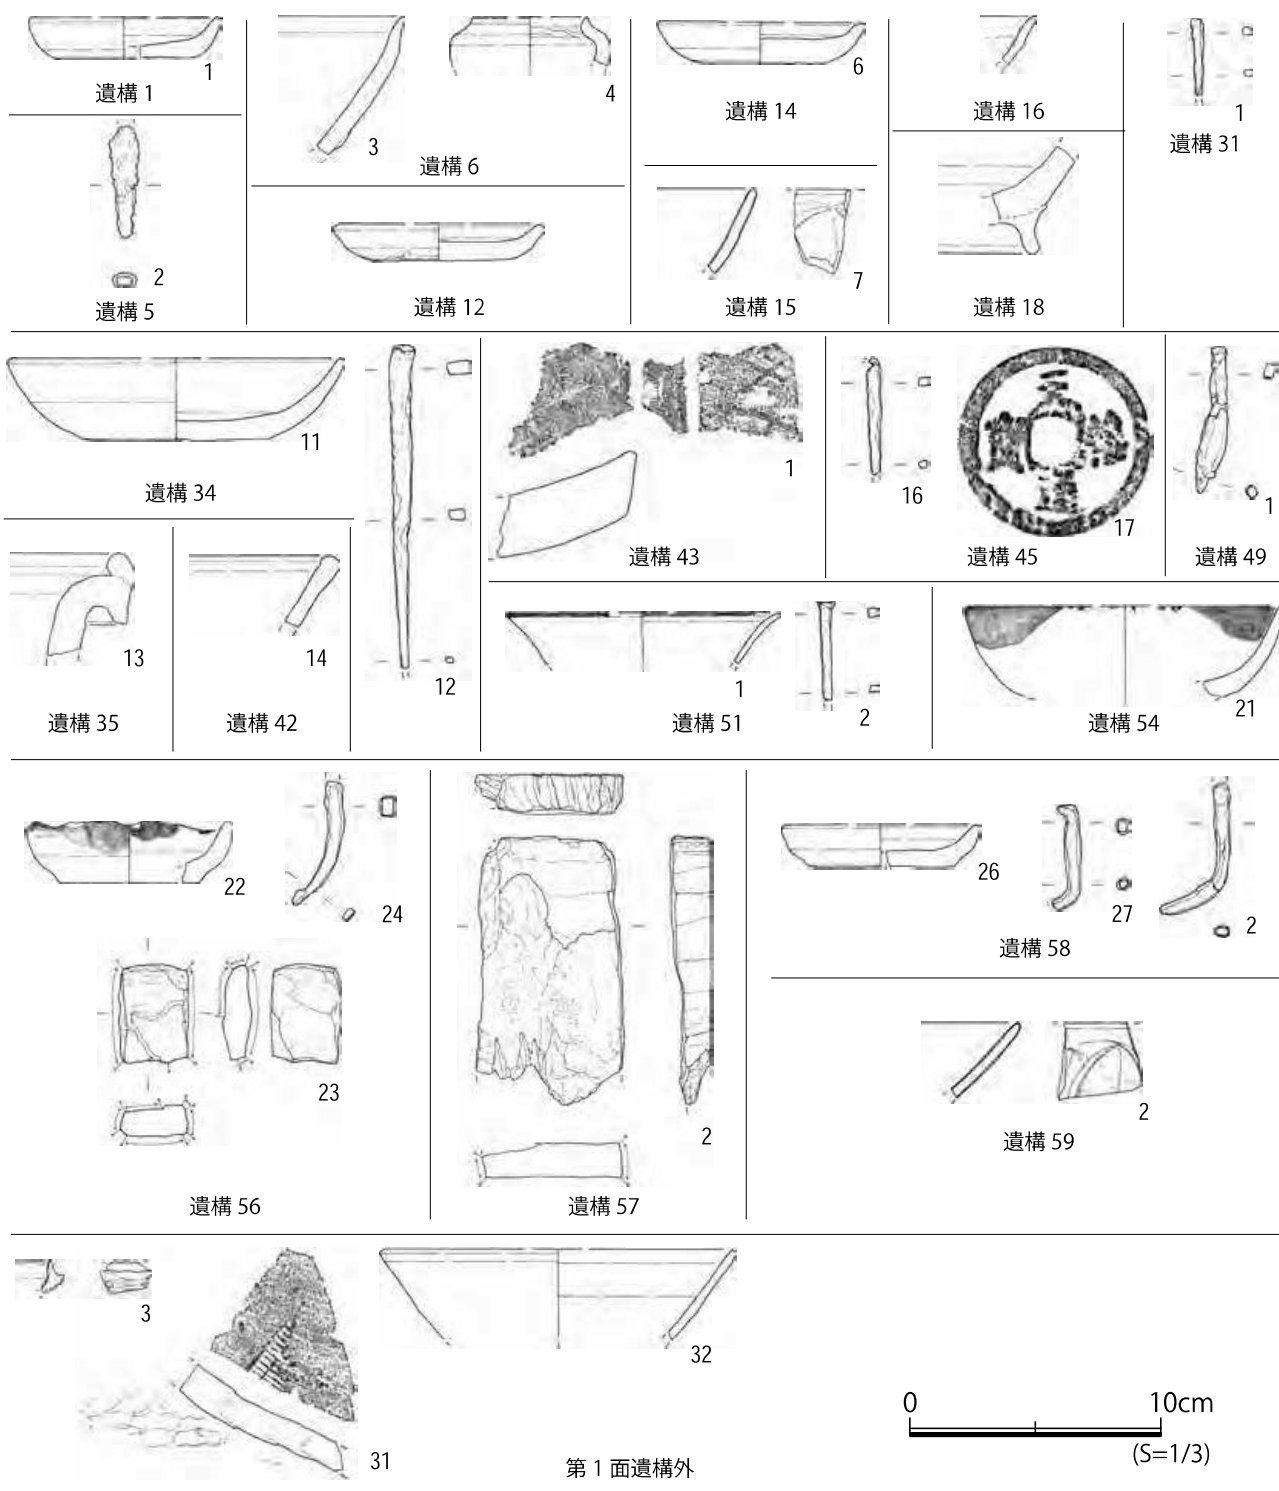 1
遺構 1
2
遺構 5
3
4
遺構 6
遺構 12
6
遺構 14
7
遺構 15
遺構 16
遺構 18
1
遺構 31
11
遺構 34
12
13
遺構 35
14
遺構 42
1
遺構 43
16
17
遺構 45
1
遺構 49
1
2
遺構 51
21
遺構 54
22
24
23
遺構 56
2
遺構 57
26
27
2
遺構 58
2
遺構 59
3
31
32
第 1 面遺構外
0 10cm
(S=1/3)